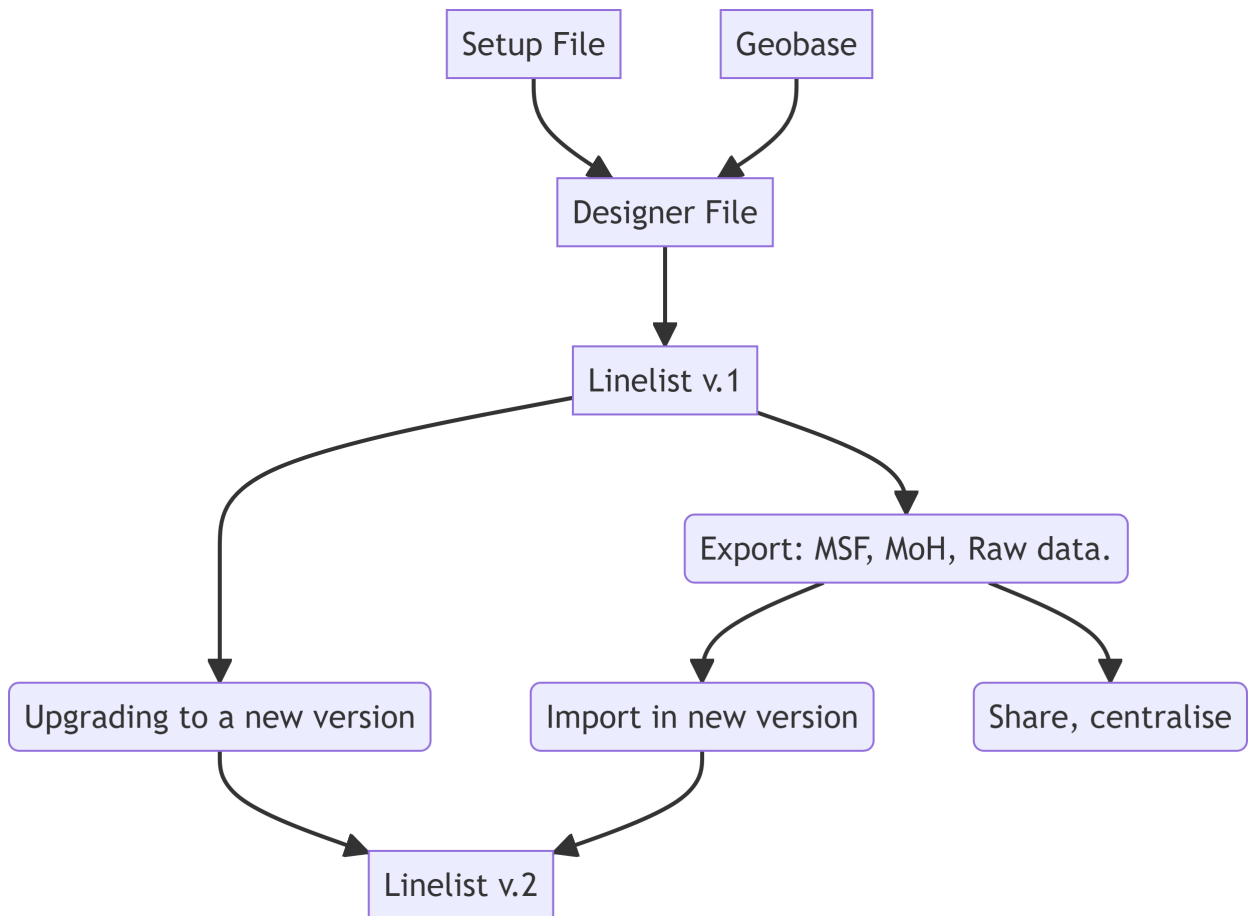 Setup File
Geobase
Designer File
Linelist v.1
Export: MSF, MoH, Raw data.
Upgrading to a new version
Import in new version
Share, centralise
Linelist v.2